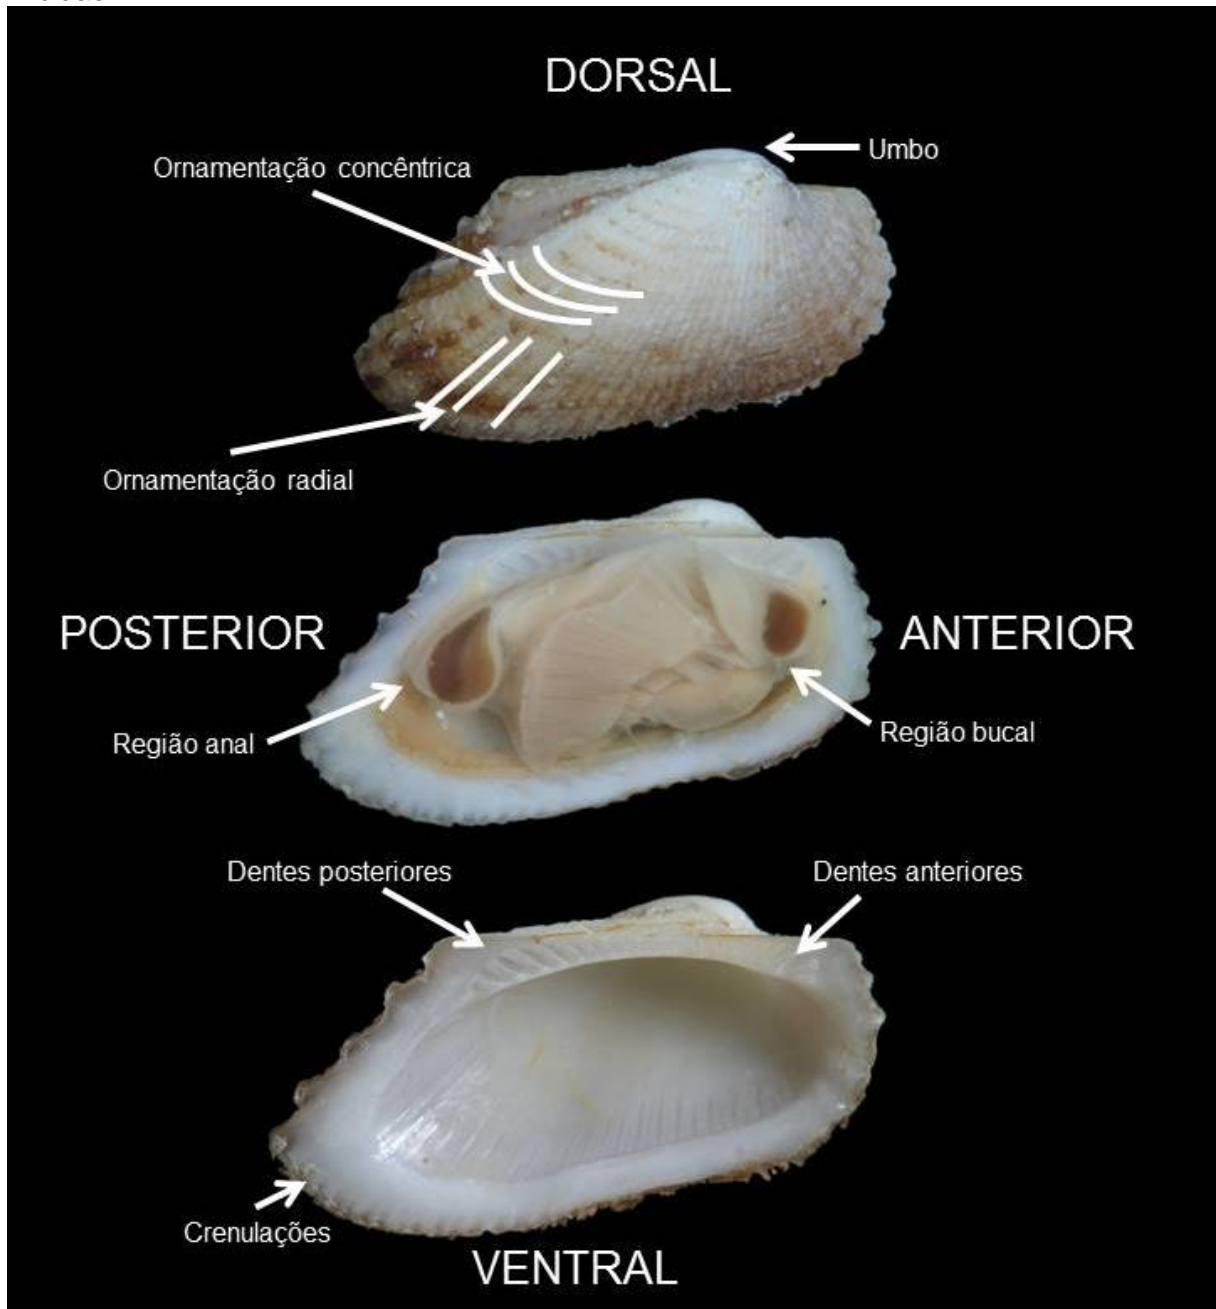 DORSAL
Umbo
Ornamentação concêntrica
Ornamentação radial
POSTERIOR
ANTERIOR
Região anal
Região bucal
Dentes posteriores
Dentes anteriores
Crenulações
VENTRAL